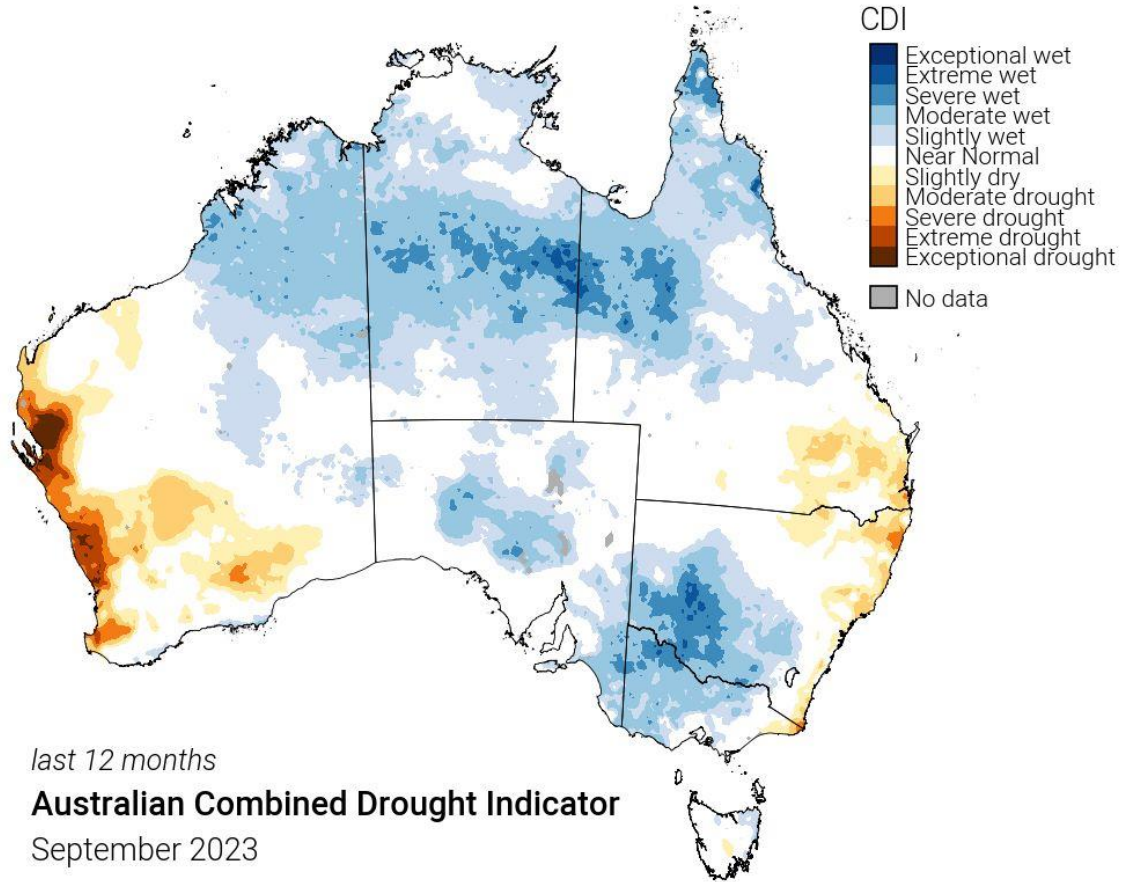 CDI
Exceptional wet
Extreme wet
Severe wet
Moderate wet
Slightly wet
Near Normal
Slightly dry
Moderate drought
Severe drought
Extreme drought
Exceptional drought
No data
last 12 months
Australian Combined Drought Indicator
September 2023